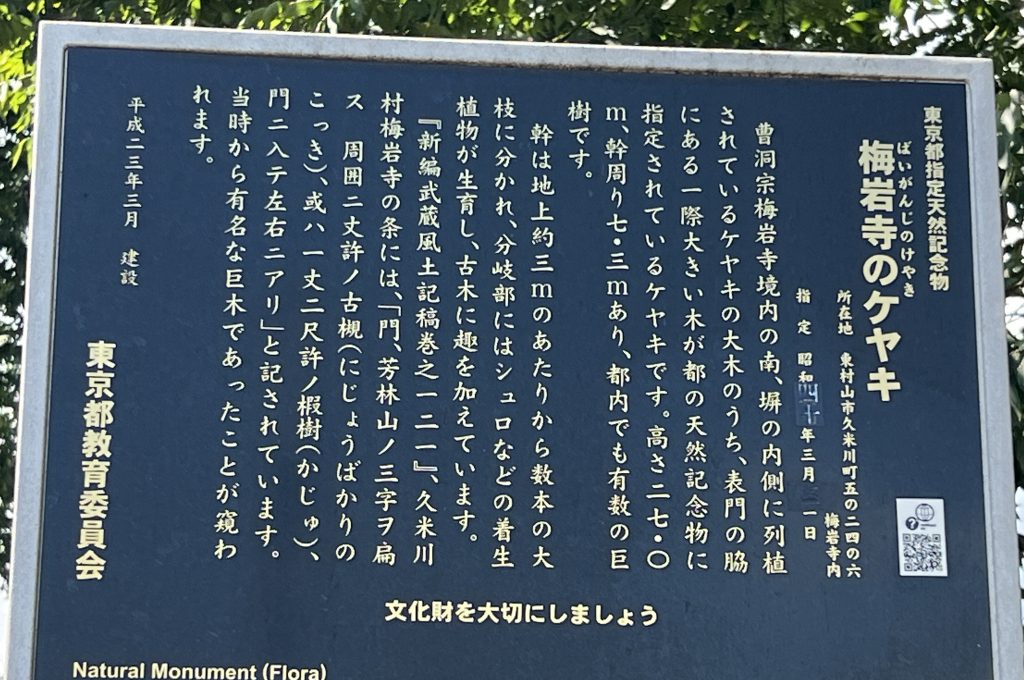 東京都指定天然記念物
ばいがんじのけやき
梅岩寺のケヤキ
所在地　東村山市久米川町五の二四の六
梅岩寺内
指定　昭和四十年三月　一日
曹洞宗梅岩寺境内の南、塀の内側に列植
されているケヤキの大木のうち、表門の脇
にある一際大きい木が都の天然記念物に
指定されているケヤキです。高さ二七・〇
m、幹周り七・三mあり、都内でも有数の巨
樹です。
幹は地上約三mのあたりから数本の大
枝に分かれ、分岐部にはシュロなどの着生
植物が生育し、古木に趣を加えています。
『新編武蔵風土記稿巻之一二一』、久米川
村梅岩寺の条には、「門、芳林山ノ三字ヲ扁
ス　周囲ニ丈許ノ古槻(にじょうばかりの
こっき)、或ハ一丈二尺許ノ椵樹(かじゅ)、
門ニ入テ左右ニアリ」と記されています。
当時から有名な巨木であったことが窺わ
れます。
平成二三年三月　建設
東京都教育委員会
文化財を大切にしましょう
Natural Monument (Flora)